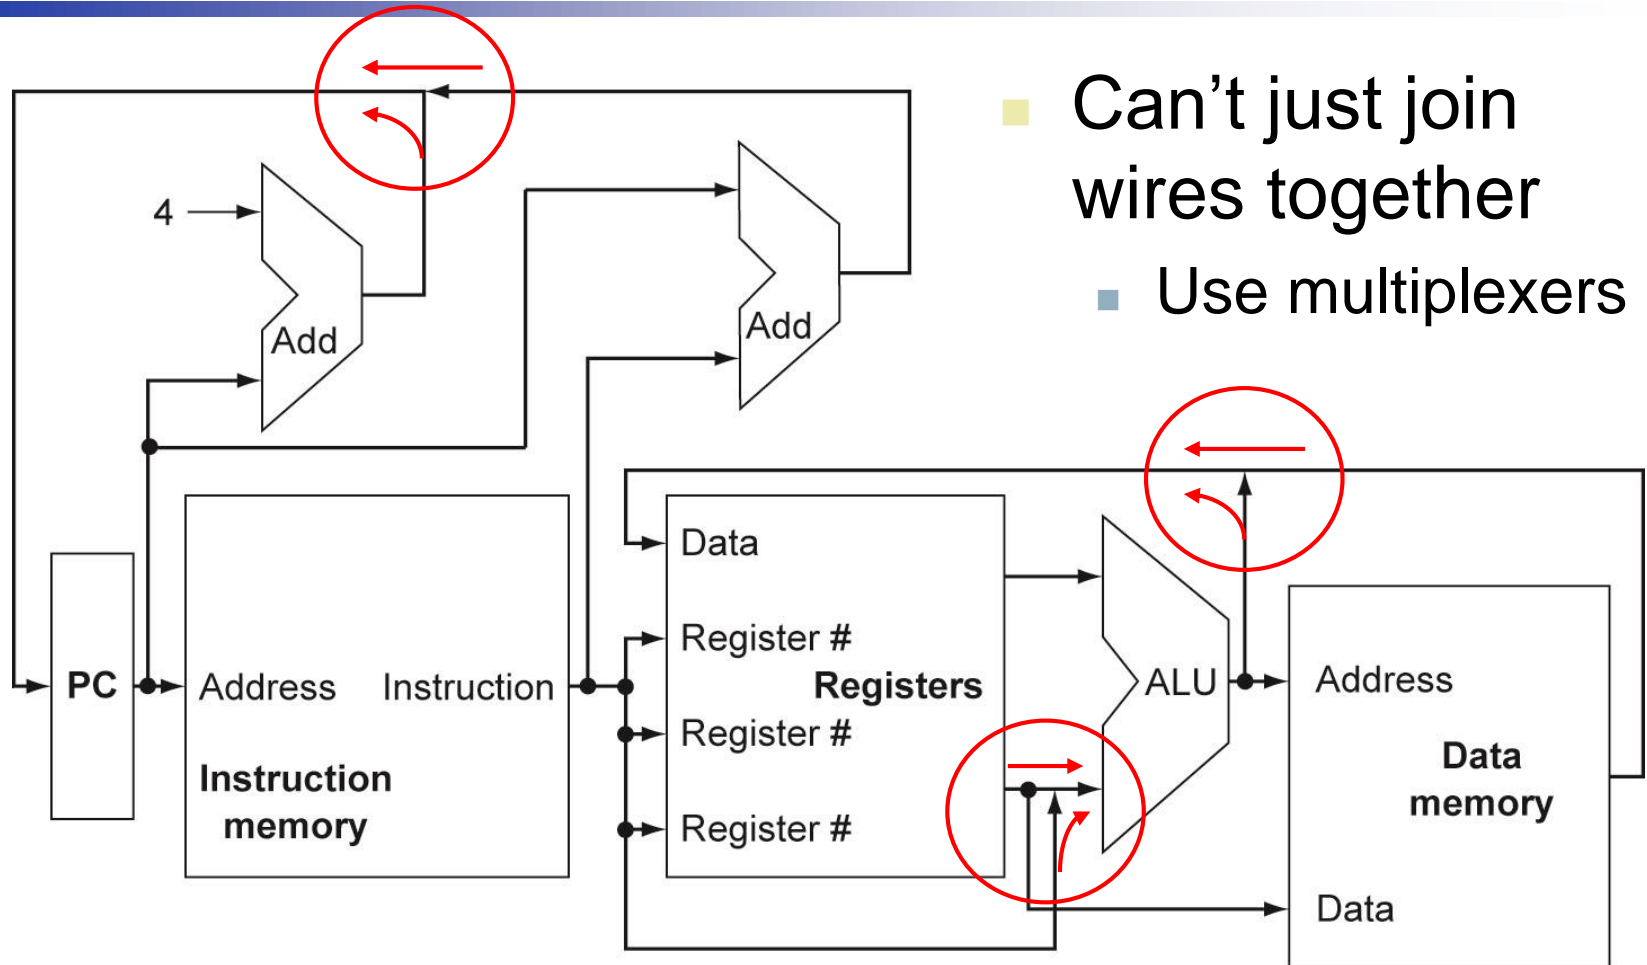 Can’t just join
wires together
Use multiplexers
4
Add
Add
Data
Register #
PC
Address
Instruction
Registers
ALU
Address
Register #
Instruction
memory
Data
memory
Register #
Data